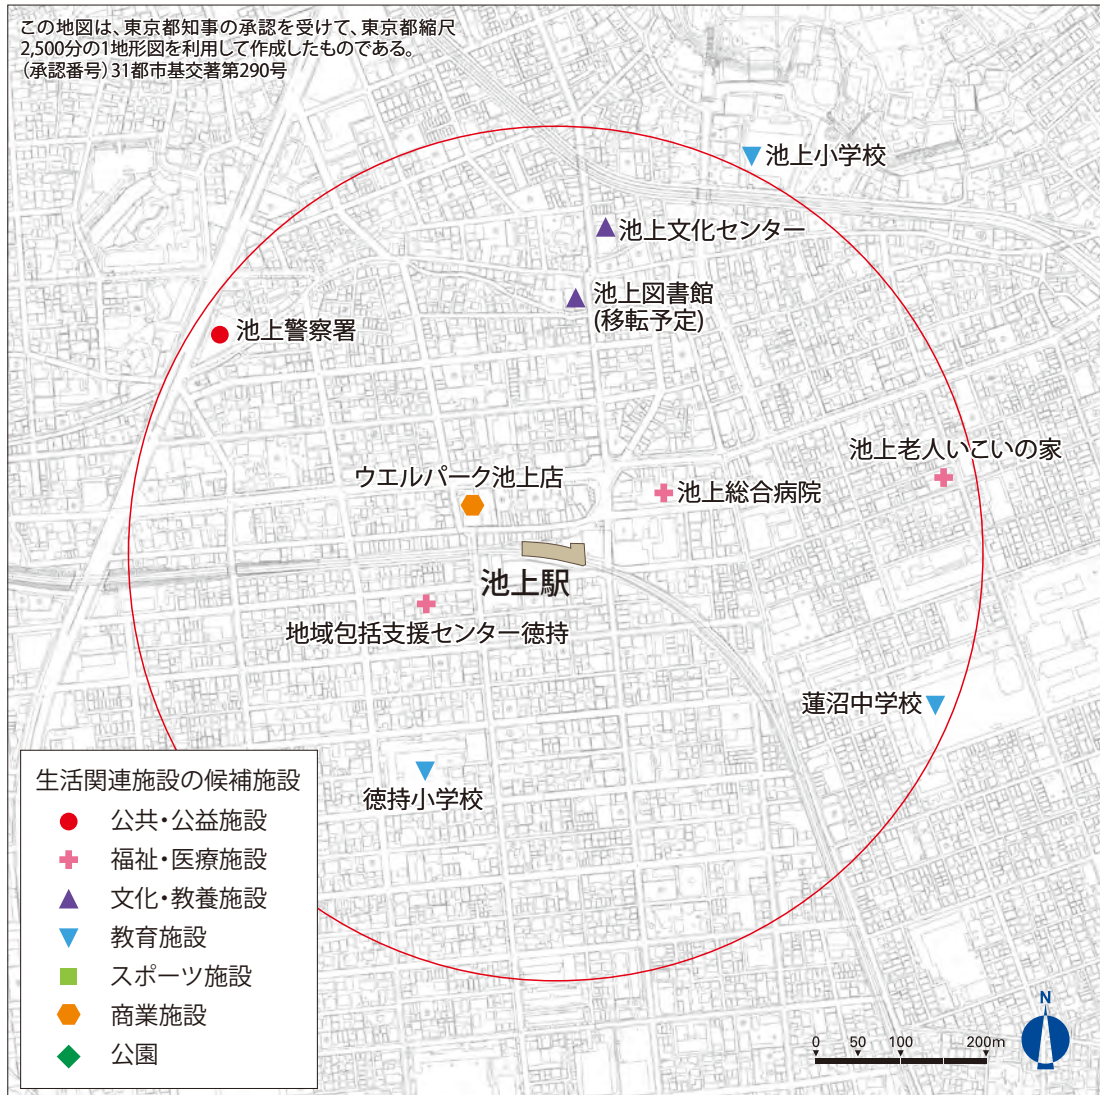 この地図は、東京都知事の承認を受けて、東京都縮尺
2,500分の1地形図を利用して作成したものである。
(承認番号)31都市基交著第290号
池上小学校
池上文化センター
池上図書館
(移転予定)
池上警察署
池上老人いこいの家
ウエルパーク池上店
池上総合病院
池上駅
地域包括支援センター徳持
蓮沼中学校
徳持小学校
生活関連施設の候補施設
公共・公益施設
福祉・医療施設
文化・教養施設
教育施設
スポーツ施設
商業施設
公園
N
0 50 100 200m